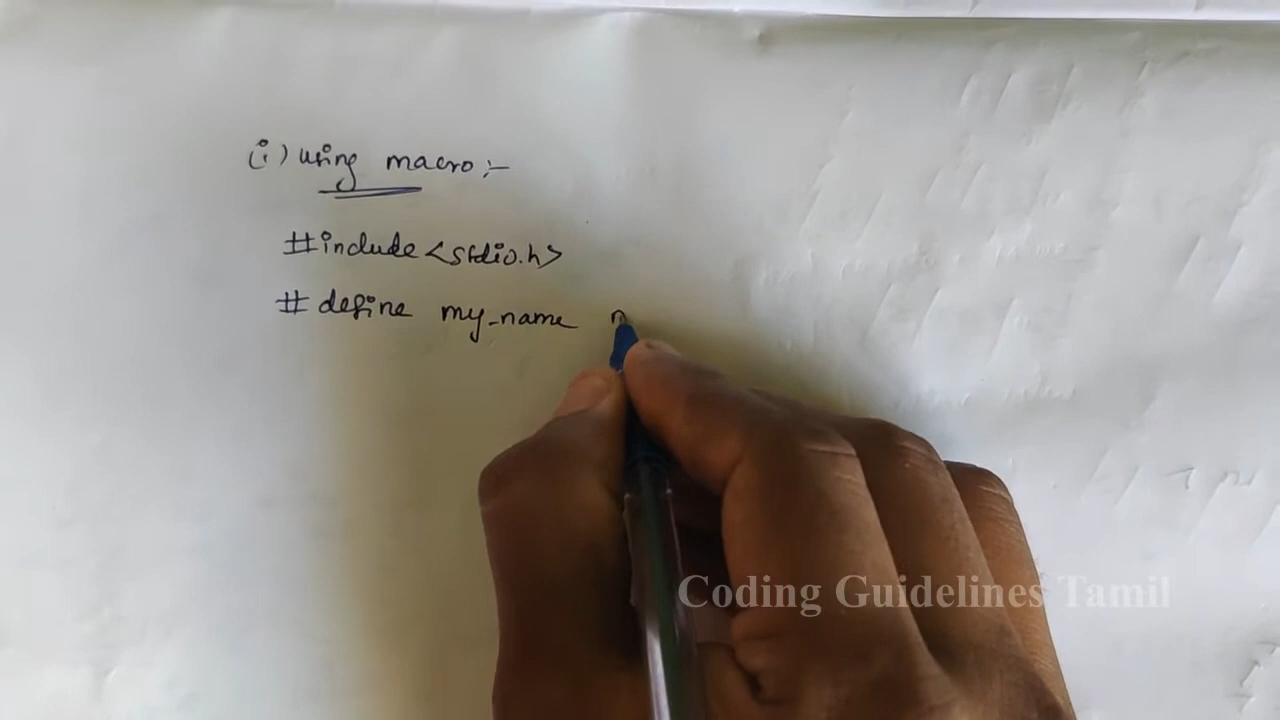 (i) using macro :-
#include <stdio.h>
# define my_name
Coding Guidelines Tamil